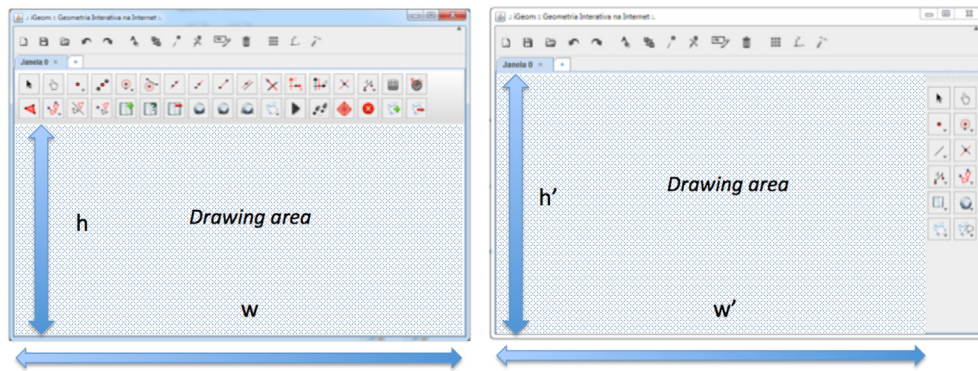 .: iGeom :: Geometria Interativa na Internet :.
Janela 0 × +
h
Drawing area
w
.: iGeom :: Geometria Interativa na Internet :.
Janela 0 × +
h’
Drawing area
w’